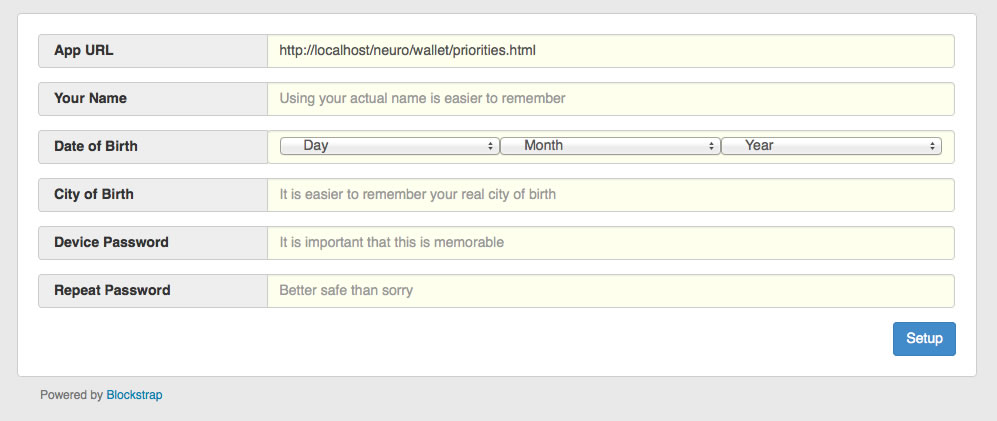 App URL http://localhost/neuro/wallet/priorities.html
Your Name Using your actual name is easier to remember
Date of Birth Day Month Year
City of Birth It is easier to remember your real city of birth
Device Password It is important that this is memorable
Repeat Password Better safe than sorry
Setup
Powered by Blockstrap